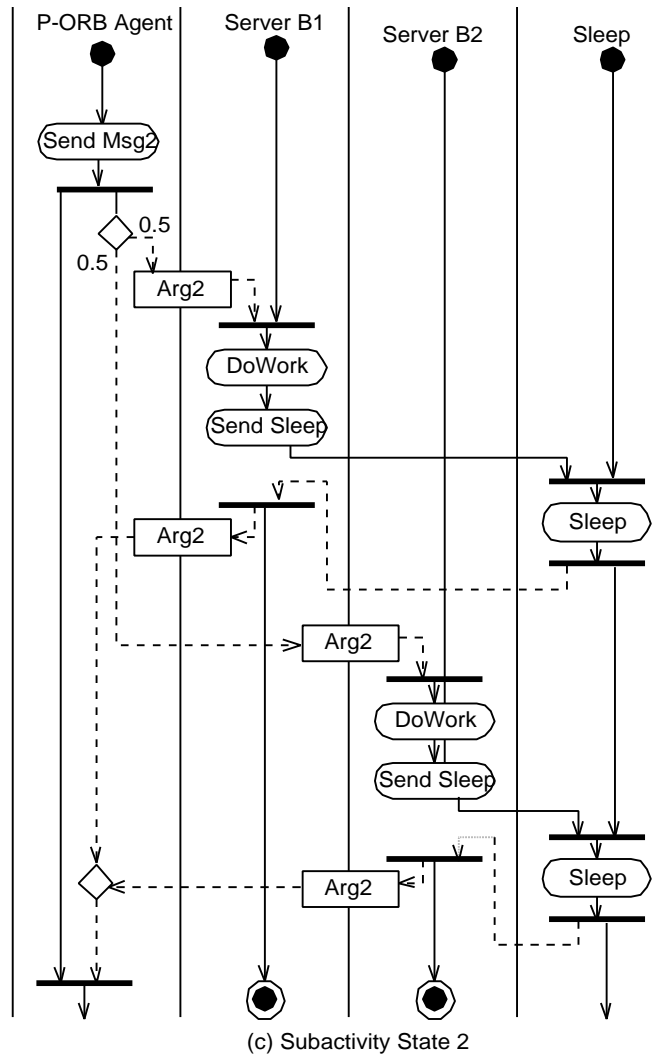 P-ORB Agent
Server B1
Server B2
Sleep
Send Msg2
0.5
0.5
Arg2
DoWork
Send Sleep
Sleep
Arg2
Arg2
DoWork
Send Sleep
Sleep
Arg2
(c) Subactivity State 2